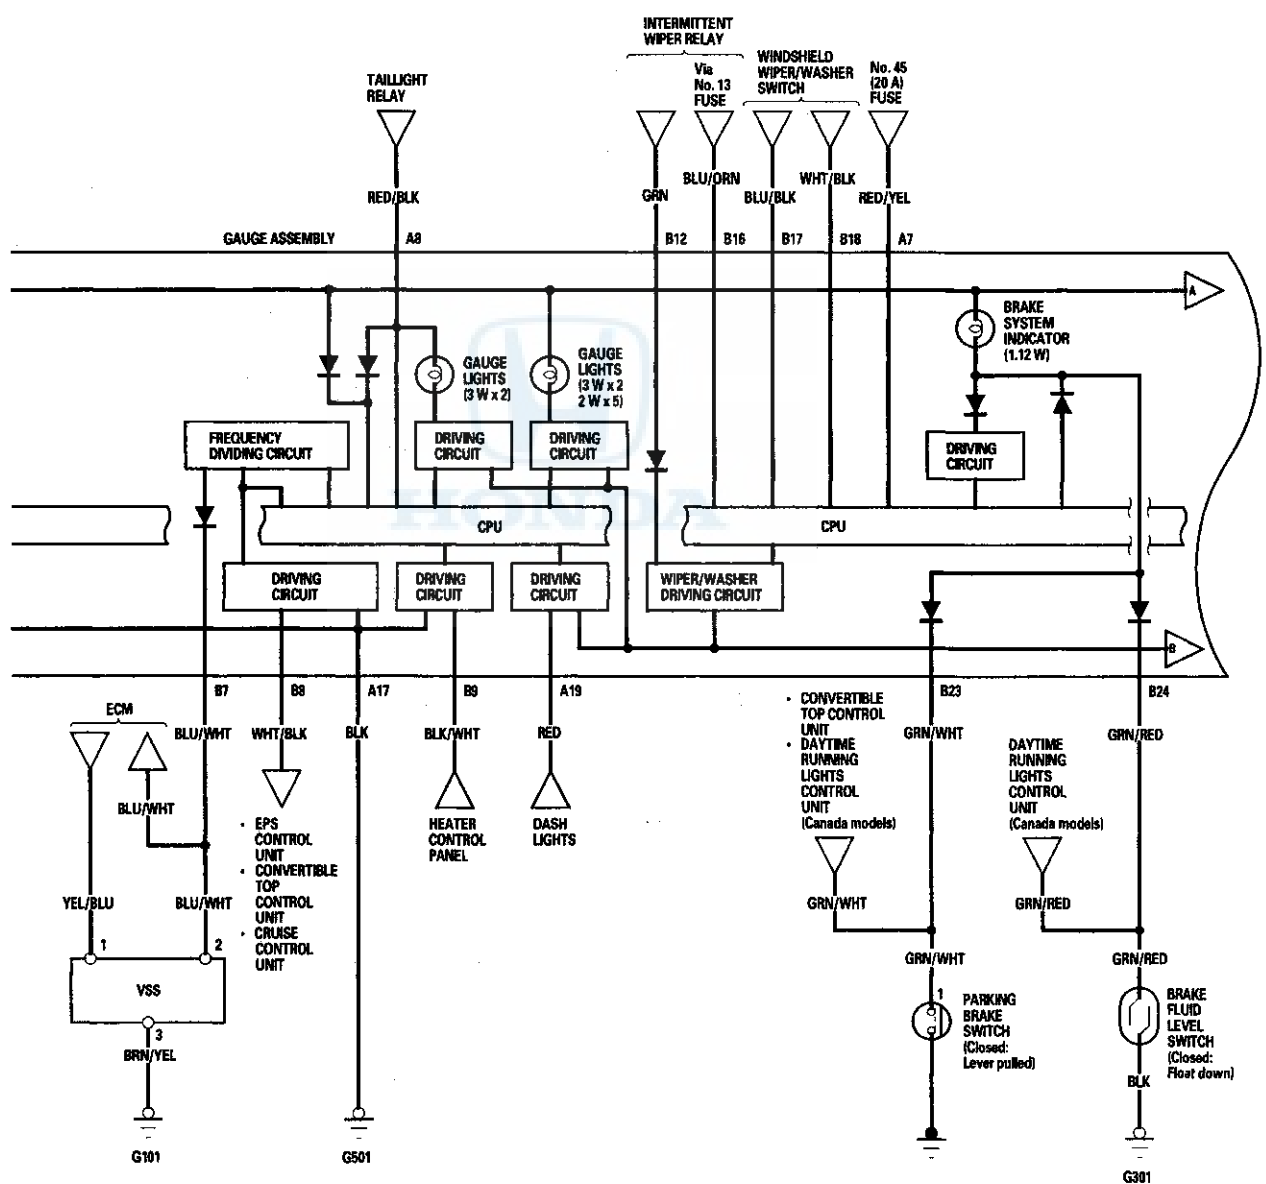 INTERMITTENT
WIPER RELAY
WINDSHIELD
WIPER/WASHER
SWITCH
Via
No. 13
FUSE
No. 45
(20 A)
FUSE
TAILLIGHT
RELAY
BLU/ORN
WHT/BLK
RED/BLK
GRN
BLU/BLK
RED/YEL
GAUGE ASSEMBLY
A8
B12
B16
B17
B18
A7
A
BRAKE
SYSTEM
INDICATOR
(1.12 W)
GAUGE
LIGHTS
(3 W x 2)
GAUGE
LIGHTS
(3 W x 2
2 W x 5)
FREQUENCY
DIVIDING CIRCUIT
DRIVING
CIRCUIT
DRIVING
CIRCUIT
DRIVING
CIRCUIT
HONDA
CPU
CPU
DRIVING
CIRCUIT
DRIVING
CIRCUIT
DRIVING
CIRCUIT
WIPER/WASHER
DRIVING CIRCUIT
B
B7
B8
A17
B9
A19
B23
B24
ECM
BLU/WHT
WHT/BLK
BLK
BLK/WHT
RED
• CONVERTIBLE
TOP CONTROL
UNIT
• DAYTIME
RUNNING
LIGHTS
CONTROL
UNIT
(Canada models)
GRN/WHT
DAYTIME
RUNNING
LIGHTS
CONTROL
UNIT
(Canada models)
GRN/RED
BLU/WHT
• EPS
CONTROL
UNIT
• CONVERTIBLE
TOP
CONTROL
UNIT
• CRUISE
CONTROL
UNIT
HEATER
CONTROL
PANEL
DASH
LIGHTS
YEL/BLU
BLU/WHT
GRN/WHT
GRN/RED
1
2
GRN/WHT
GRN/RED
VSS
3
BRN/YEL
1
PARKING
BRAKE
SWITCH
(Closed:
Lever pulled)
BRAKE
FLUID
LEVEL
SWITCH
(Closed:
Float down)
BLK
G101
G501
G301